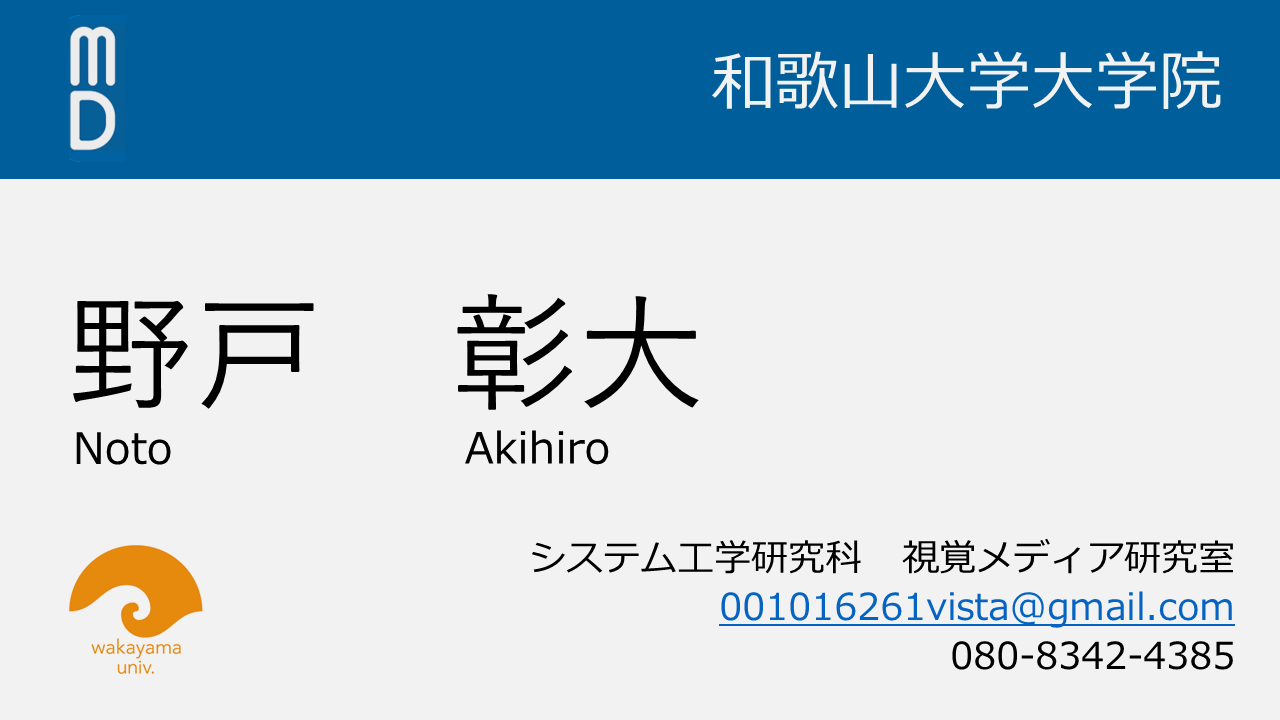 MD
和歌山大学大学院
野戸　彰大
Noto Akihiro
システム工学研究科　視覚メディア研究室
001016261vista@gmail.com
080-8342-4385
wakayama
univ.